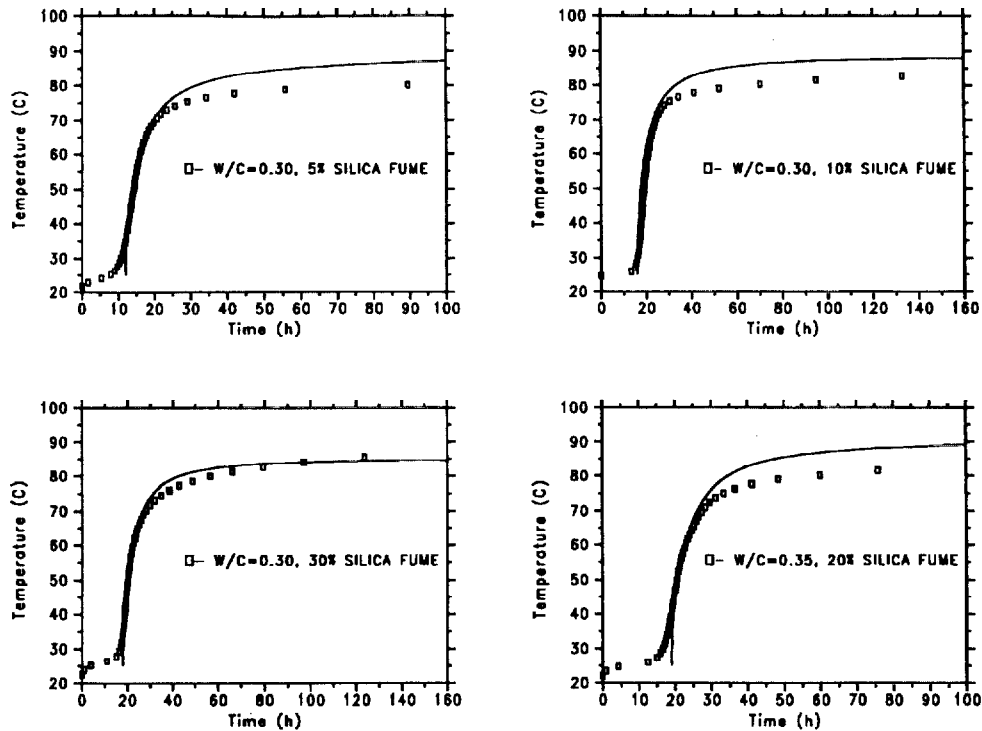 100
90
80
70
60
50
40
30
20
Temperature (C)
□- W/C=0.30, 5% SILICA FUME
0 10 20 30 40 50 60 70 80 90 100
Time (h)
100
90
80
70
60
50
40
30
20
Temperature (C)
□- W/C=0.30, 10% SILICA FUME
0 20 40 60 80 100 120 140 160
Time (h)
100
90
80
70
60
50
40
30
20
Temperature (C)
□- W/C=0.30, 30% SILICA FUME
0 20 40 60 80 100 120 140 160
Time (h)
100
90
80
70
60
50
40
30
20
Temperature (C)
□- W/C=0.35, 20% SILICA FUME
0 10 20 30 40 50 60 70 80 90 100
Time (h)